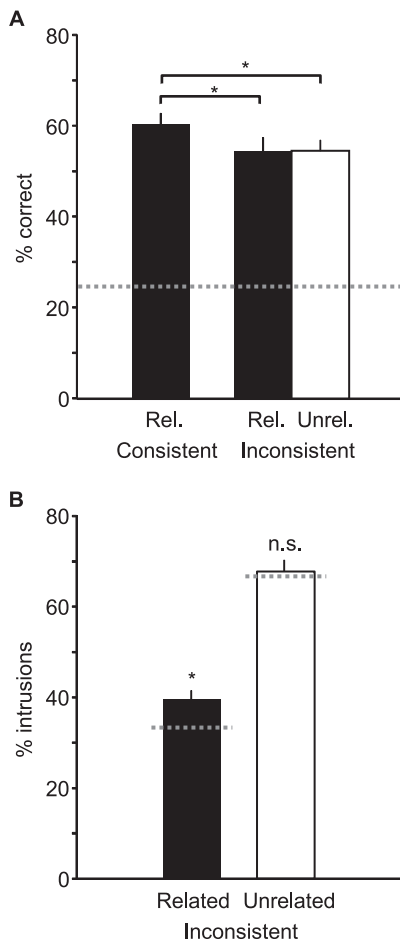 A
80
*
*
60
% correct
40
20
0
Rel. Rel. Unrel.
Consistent Inconsistent
B
80
n.s.
60
% intrusions
*
40
20
0
Related Unrelated
Inconsistent